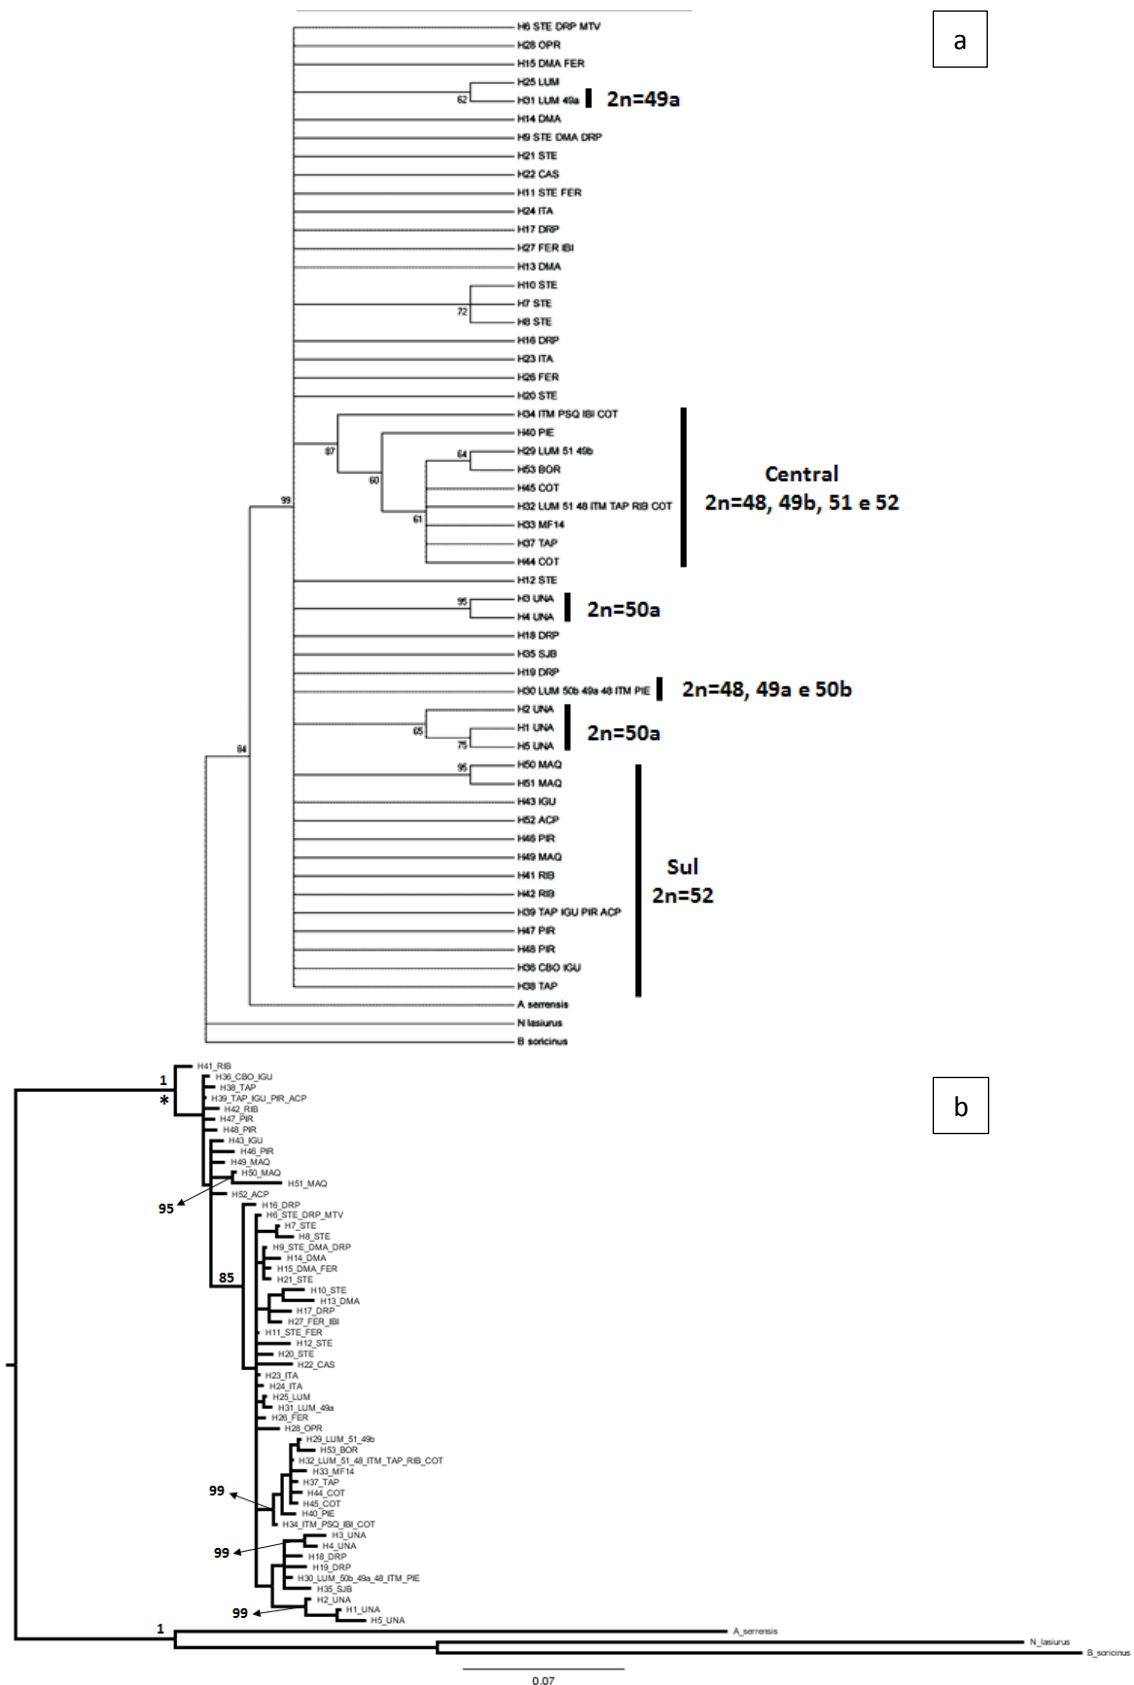 a
H6 STE DRP MTV
H28 OPR
H15 DMA FER
H25 LUM
62
H31 LUM 49a
2n=49a
H14 DMA
H9 STE DMA DRP
H21 STE
H22 CAS
H11 STE FER
H24 ITA
H17 DRP
H27 FER IBI
H13 DMA
H10 STE
H7 STE
72
H8 STE
H16 DRP
H23 ITA
H26 FER
H20 STE
H34 ITM PSQ IBI COT
87
H40 PIE
H29 LUM 51 49b
64
H53 BOR
60
H45 COT
H32 LUM 51 48 ITM TAP RIB COT
61
H33 MF14
H37 TAP
H44 COT
Central
2n=48, 49b, 51 e 52
99
H12 STE
H3 UNA
95
H4 UNA
2n=50a
H18 DRP
H35 SJB
H19 DRP
H30 LUM 50b 49a 48 ITM PIE
2n=48, 49a e 50b
H2 UNA
65
H1 UNA
75
H5 UNA
2n=50a
84
H50 MAQ
95
H51 MAQ
H43 IGU
H52 ACP
H46 PIR
H49 MAQ
H41 RIB
H42 RIB
H39 TAP IGU PIR ACP
H47 PIR
H48 PIR
H36 CBO IGU
H38 TAP
Sul
2n=52
A serrensis
N lasiurus
B soricinus
b
H41_RIB
1
*
H36_CBO_IGU
H38_TAP
H39_TAP_IGU_PIR_ACP
H42_RIB
H47_PIR
H48_PIR
H43_IGU
H46_PIR
H49_MAQ
H50_MAQ
H51_MAQ
95
H52_ACP
H16_DRP
H6_STE_DRP_MTV
H7_STE
H8_STE
H9_STE_DMA_DRP
H14_DMA
H15_DMA_FER
H21_STE
85
H10_STE
H13_DMA
H17_DRP
H27_FER_IBI
H11_STE_FER
H12_STE
H20_STE
H22_CAS
H23_ITA
H24_ITA
H25_LUM
H31_LUM_49a
H26_FER
H28_OPR
H29_LUM_51_49b
H53_BOR
H32_LUM_51_48_ITM_TAP_RIB_COT
H33_MF14
H37_TAP
H44_COT
H45_COT
99
H40_PIE
H34_ITM_PSQ_IBI_COT
H3_UNA
H4_UNA
99
H18_DRP
H19_DRP
H30_LUM_50b_49a_48_ITM_PIE
H35_SJB
H2_UNA
99
H1_UNA
H5_UNA
1
A_serrensis
N_lasiurus
B_soricinus
0.07